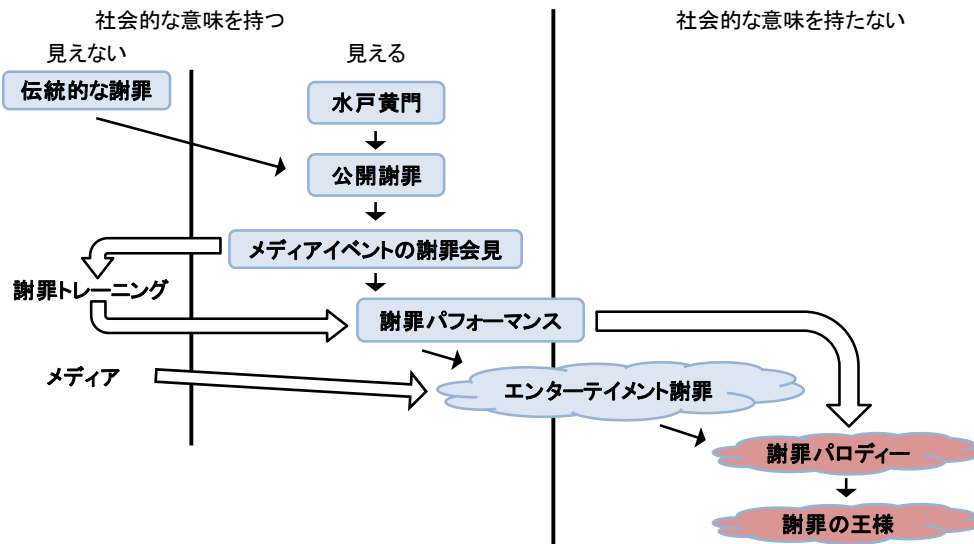 社会的な意味を持つ
社会的な意味を持たない
見えない
見える
伝統的な謝罪
水戸黄門
公開謝罪
メディアイベントの謝罪会見
謝罪トレーニング
謝罪パフォーマンス
メディア
エンターテイメント謝罪
謝罪パロディー
謝罪の王様